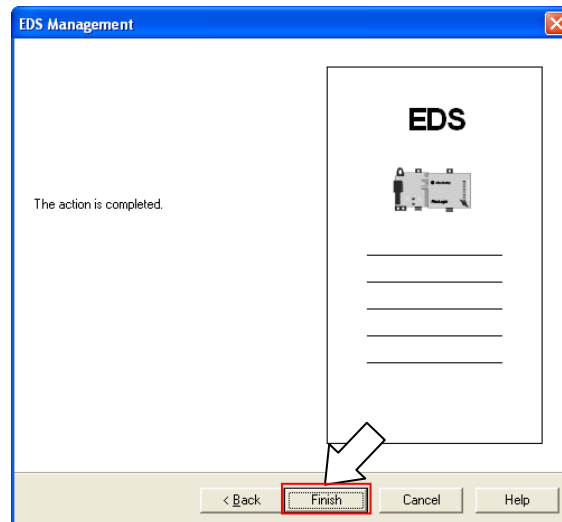 EDS Management
EDS
The action is completed.
< Back
Finish
Cancel
Help